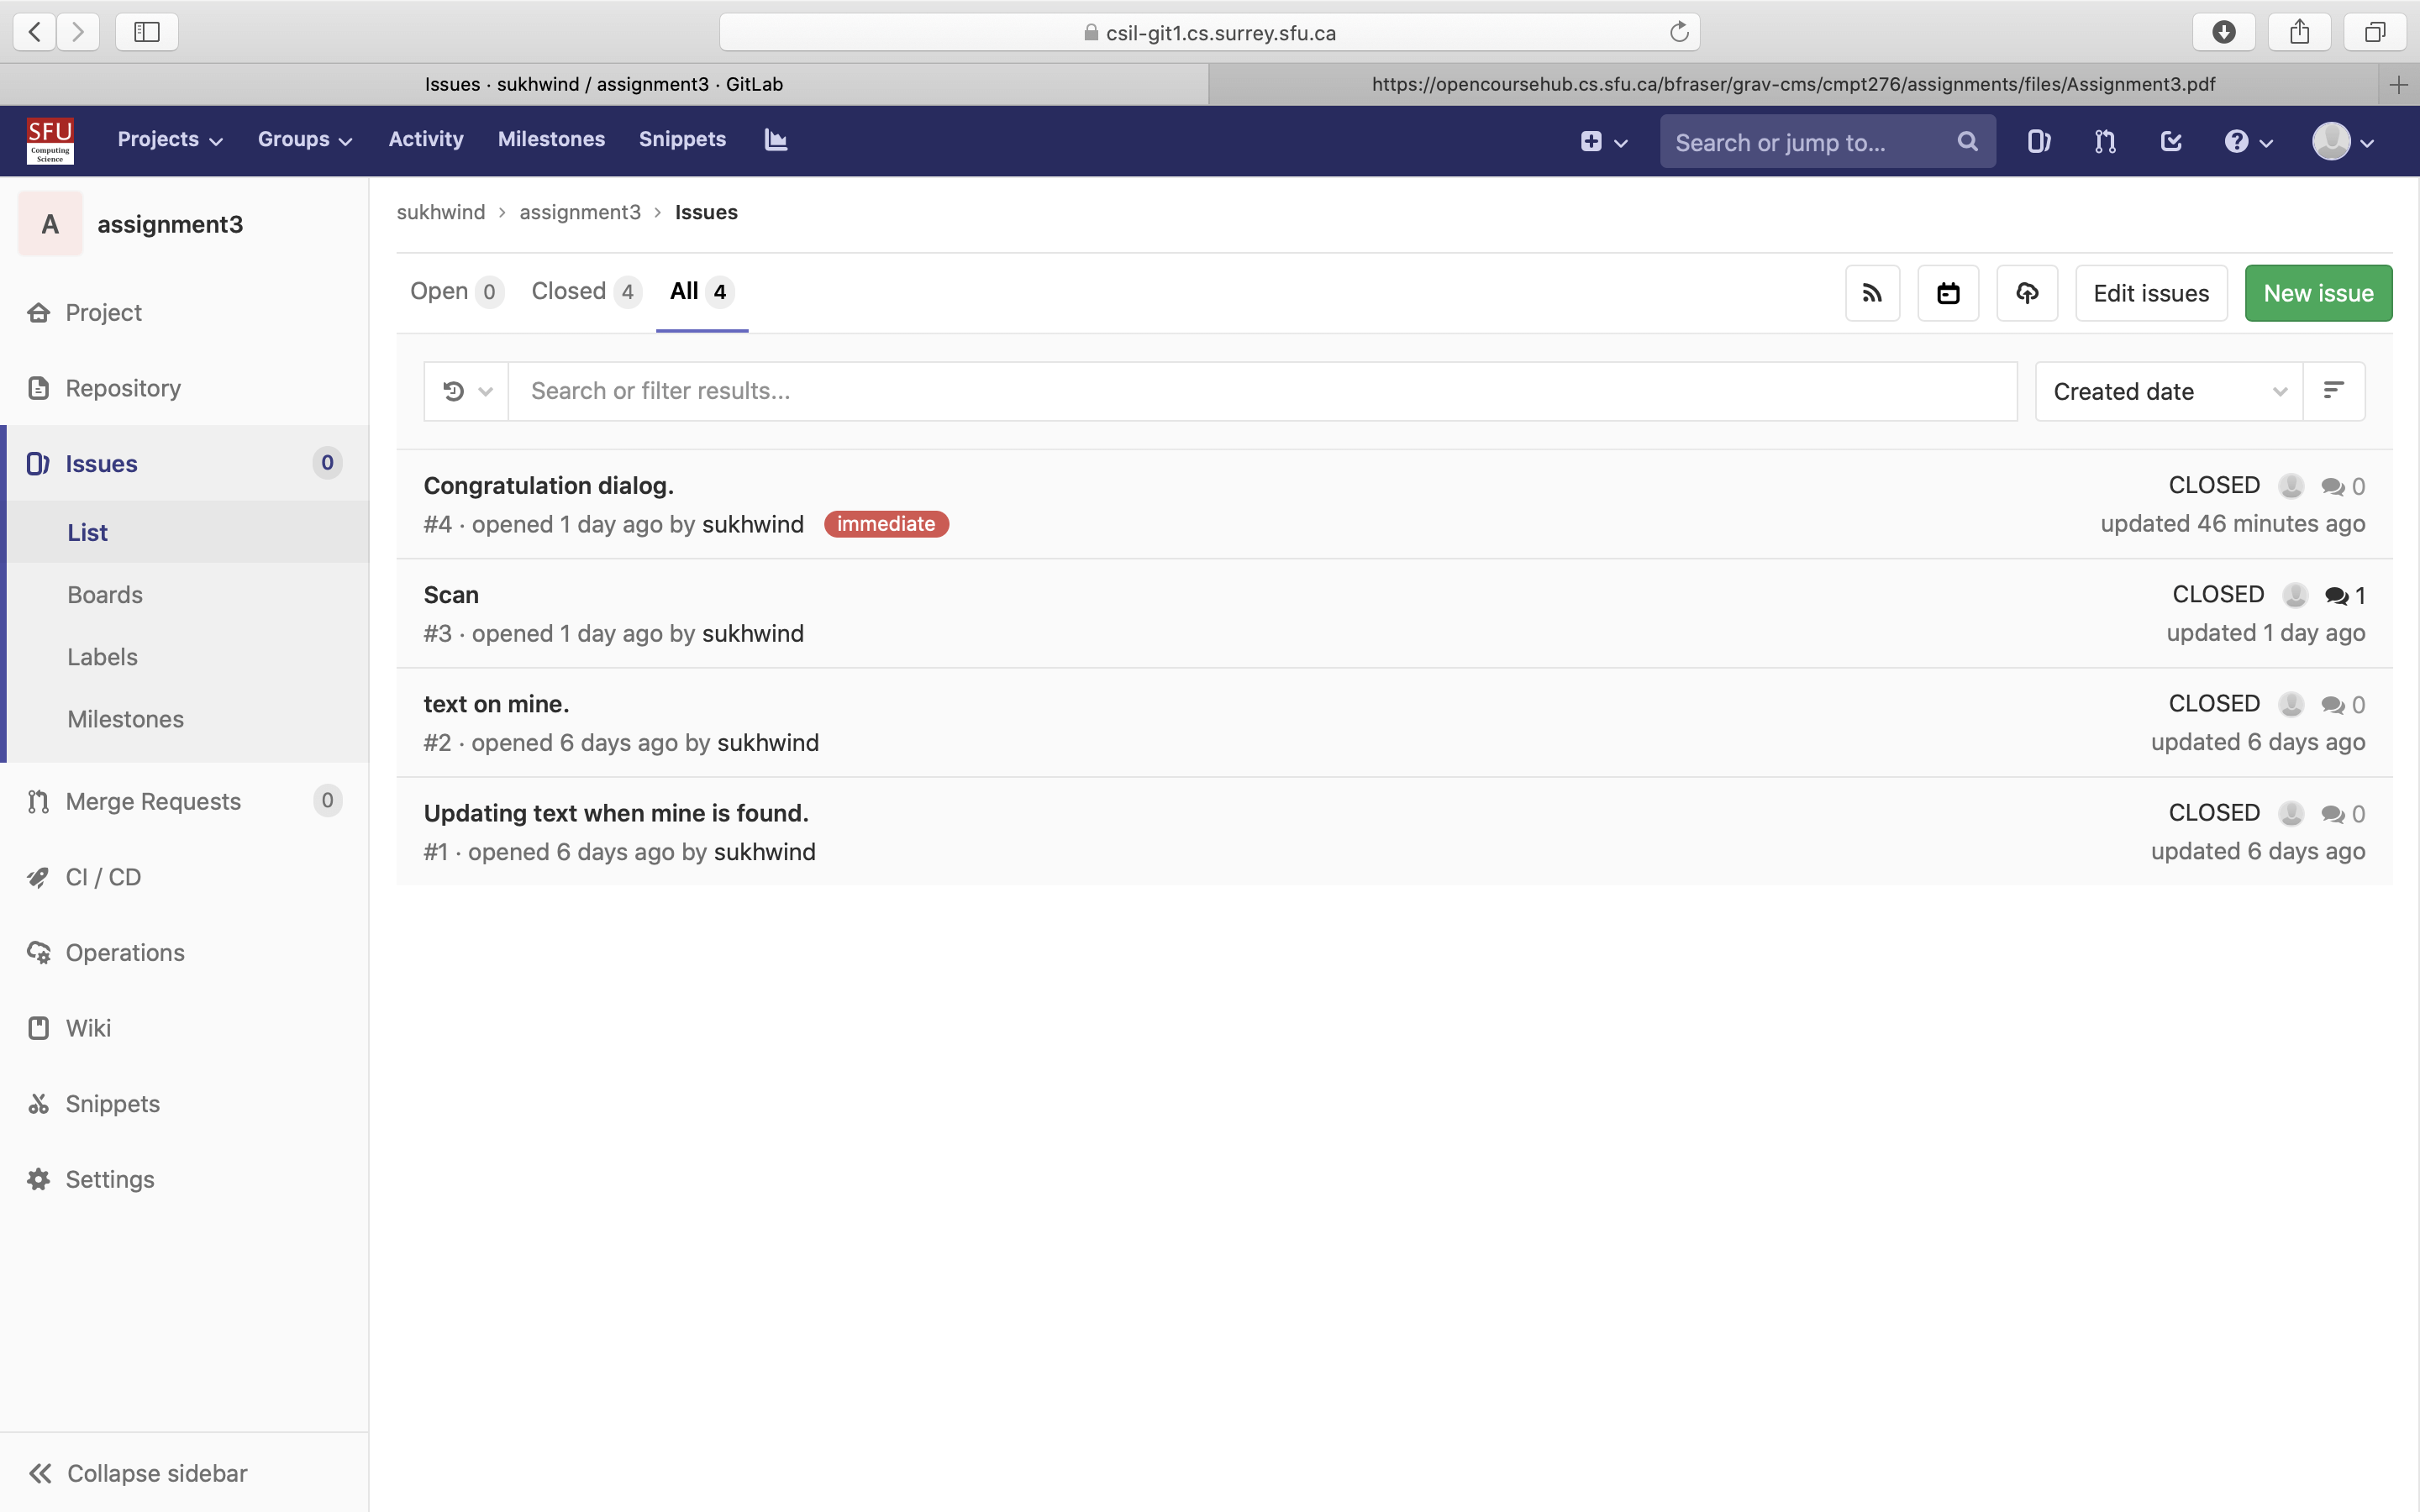 csil-git1.cs.surrey.sfu.ca
Issues · sukhwind / assignment3 · GitLab
https://opencoursehub.cs.sfu.ca/bfraser/grav-cms/cmpt276/assignments/files/Assignment3.pdf
SFU
Computing
Science
Projects
Groups
Activity
Milestones
Snippets
Search or jump to...
A
assignment3
Project
Repository
Issues 0
List
Boards
Labels
Milestones
Merge Requests 0
CI / CD
Operations
Wiki
Snippets
Settings
Collapse sidebar
sukhwind > assignment3 > Issues
Open 0 Closed 4 All 4
Edit issues
New issue
Search or filter results...
Created date
Congratulation dialog.
CLOSED 0
#4 · opened 1 day ago by sukhwind immediate
updated 46 minutes ago
Scan
CLOSED 1
#3 · opened 1 day ago by sukhwind
updated 1 day ago
text on mine.
CLOSED 0
#2 · opened 6 days ago by sukhwind
updated 6 days ago
Updating text when mine is found.
CLOSED 0
#1 · opened 6 days ago by sukhwind
updated 6 days ago